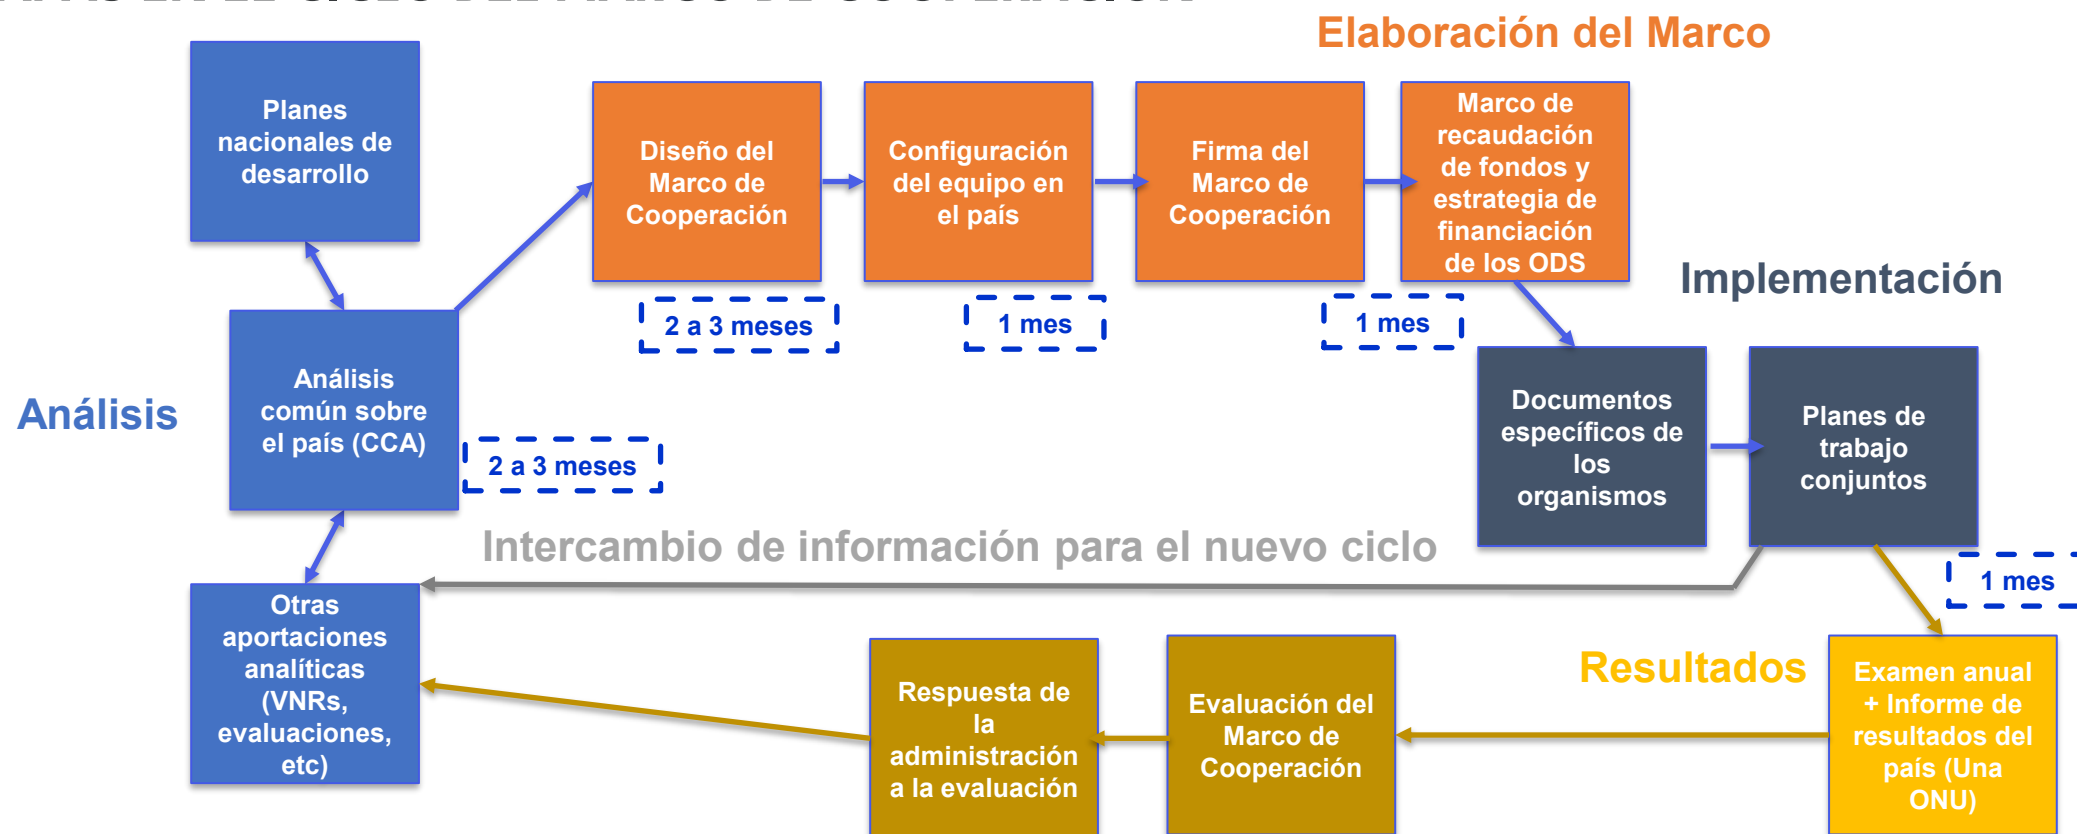 Elaboración del Marco
Planes
nacionales de
desarrollo
Diseño del
Marco de
Cooperación
Configuración
del equipo en
el país
Firma del
Marco de
Cooperación
Marco de
recaudación
de fondos y
estrategia de
financiación
de los ODS
2 a 3 meses
1 mes
1 mes
Implementación
Análisis
Análisis
común sobre
el país (CCA)
2 a 3 meses
Documentos
específicos de
los
organismos
Planes de
trabajo
conjuntos
Intercambio de información para el nuevo ciclo
1 mes
Otras
aportaciones
analíticas
(VNRs,
evaluaciones,
etc)
Respuesta de
la
administración
a la evaluación
Evaluación del
Marco de
Cooperación
Resultados
Examen anual
+ Informe de
resultados del
país (Una
ONU)